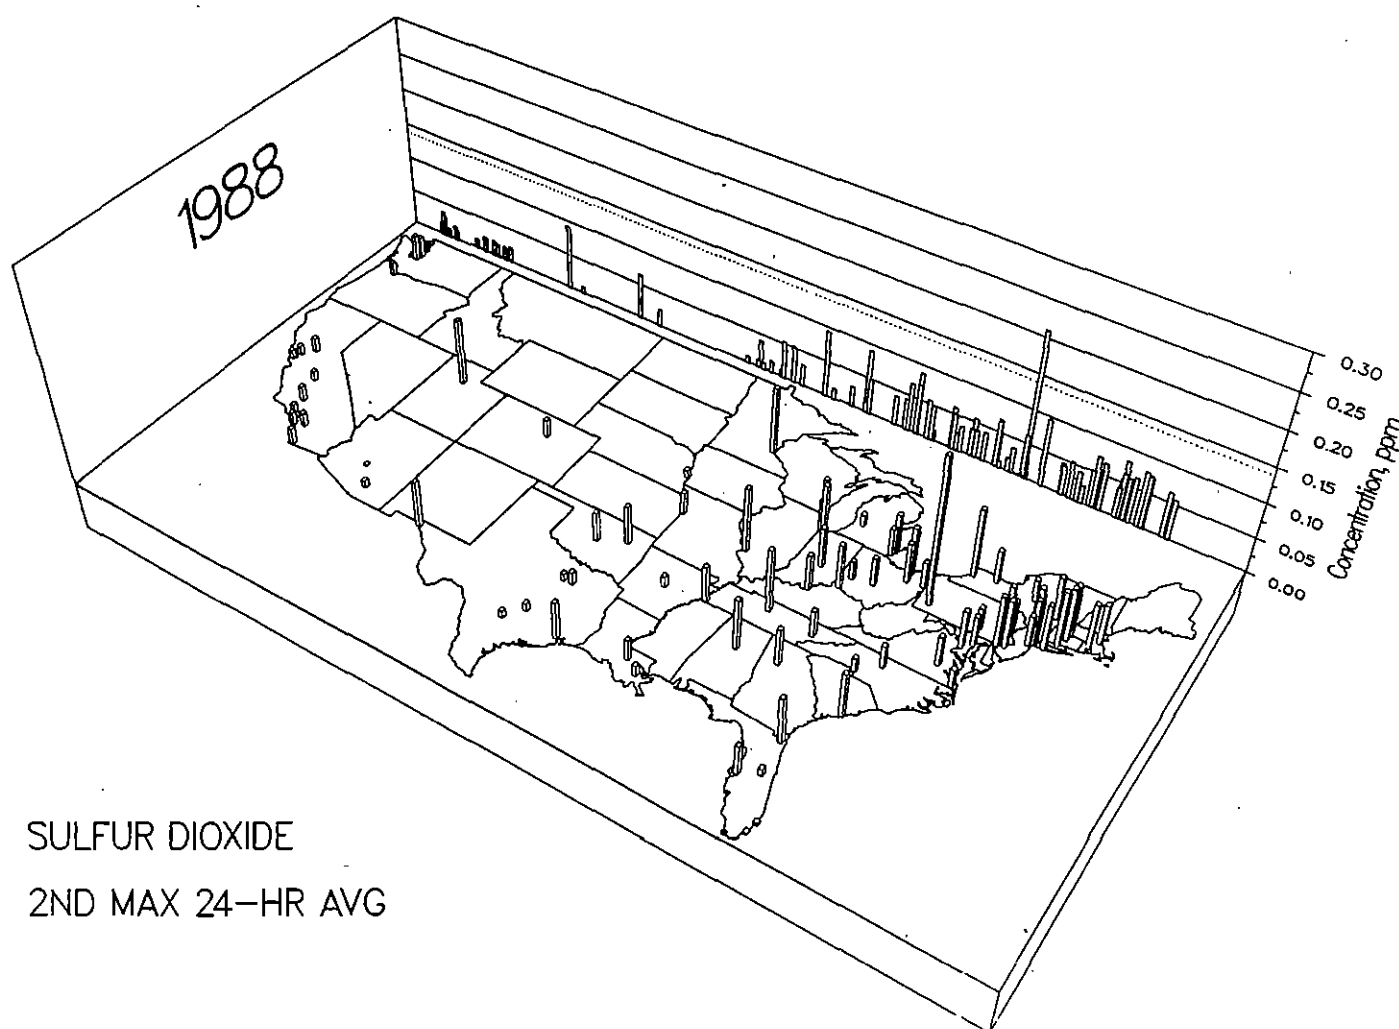 1988
0.30
0.25
0.20
0.15
0.10
0.05
0.00
Concentration, ppm
SULFUR DIOXIDE
2ND MAX 24-HR AVG